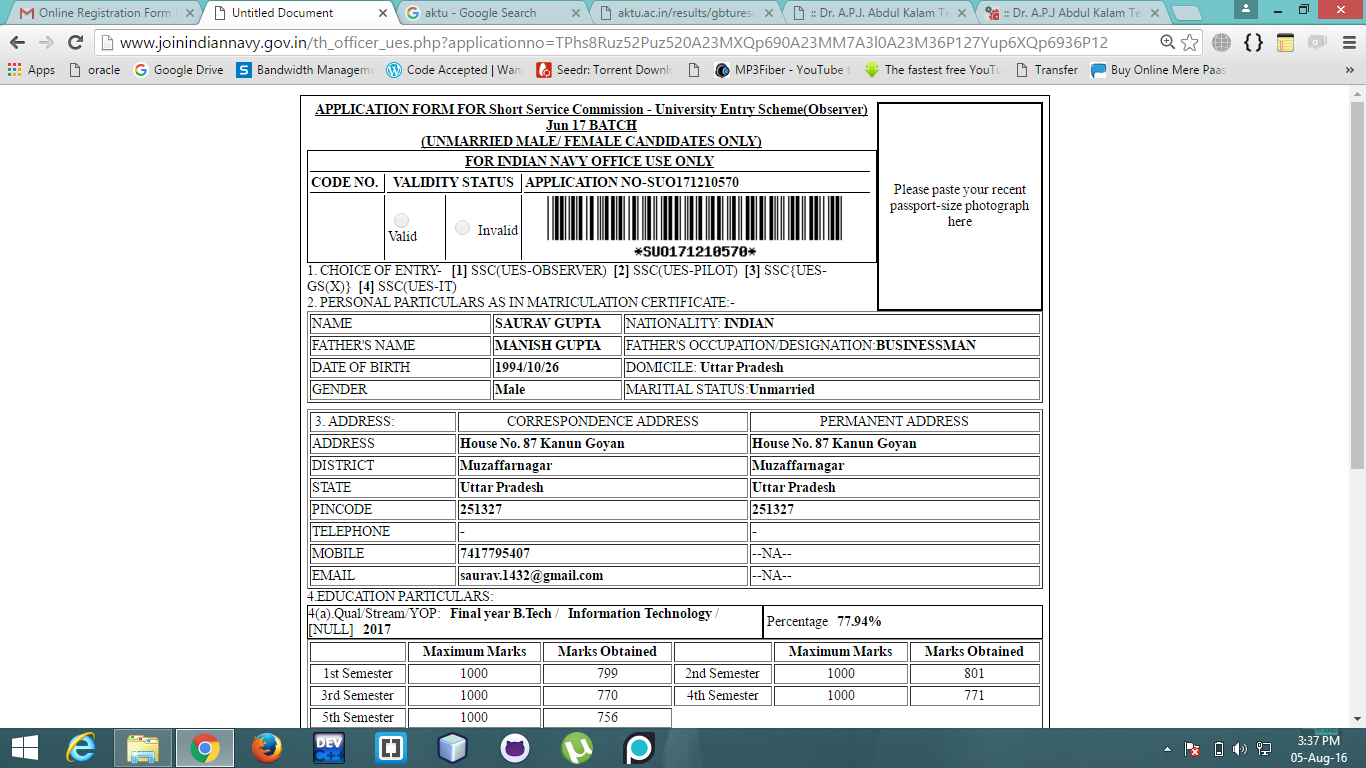 Online Registration Form
Untitled Document
aktu - Google Search
aktu.ac.in/results/gbturese
:: Dr. A.P.J. Abdul Kalam Te
:: Dr. A.P.J Abdul Kalam Te
www.joinindiannavy.gov.in/th_officer_ues.php?applicationno=TPhs8Ruz52Puz520A23MXQp690A23MM7A3l0A23M36P127Yup6XQp6936P12
Apps
oracle
Google Drive
Bandwidth Manageme
Code Accepted | Wan
Seedr: Torrent Downl
MP3Fiber - YouTube t
The fastest free YouTu
Transfer
Buy Online Mere Paas
»
APPLICATION FORM FOR Short Service Commission - University Entry Scheme(Observer)
Jun 17 BATCH
(UNMARRIED MALE/ FEMALE CANDIDATES ONLY)
FOR INDIAN NAVY OFFICE USE ONLY
CODE NO. VALIDITY STATUS APPLICATION NO-SUO171210570
Valid Invalid
*SUO171210570*
Please paste your recent
passport-size photograph
here
1. CHOICE OF ENTRY- [1] SSC(UES-OBSERVER) [2] SSC(UES-PILOT) [3] SSC{UES-
GS(X)} [4] SSC(UES-IT)
2. PERSONAL PARTICULARS AS IN MATRICULATION CERTIFICATE:-
NAME SAURAV GUPTA NATIONALITY: INDIAN
FATHER'S NAME MANISH GUPTA FATHER'S OCCUPATION/DESIGNATION:BUSINESSMAN
DATE OF BIRTH 1994/10/26 DOMICILE: Uttar Pradesh
GENDER Male MARITIAL STATUS:Unmarried
3. ADDRESS: CORRESPONDENCE ADDRESS PERMANENT ADDRESS
ADDRESS House No. 87 Kanun Goyan House No. 87 Kanun Goyan
DISTRICT Muzaffarnagar Muzaffarnagar
STATE Uttar Pradesh Uttar Pradesh
PINCODE 251327 251327
TELEPHONE - -
MOBILE 7417795407 --NA--
EMAIL saurav.1432@gmail.com --NA--
4.EDUCATION PARTICULARS:
4(a).Qual/Stream/YOP: Final year B.Tech / Information Technology /
[NULL] 2017
Percentage 77.94%
Maximum Marks Marks Obtained Maximum Marks Marks Obtained
1st Semester 1000 799 2nd Semester 1000 801
3rd Semester 1000 770 4th Semester 1000 771
5th Semester 1000 756
DEV
C++
3:37 PM
05-Aug-16